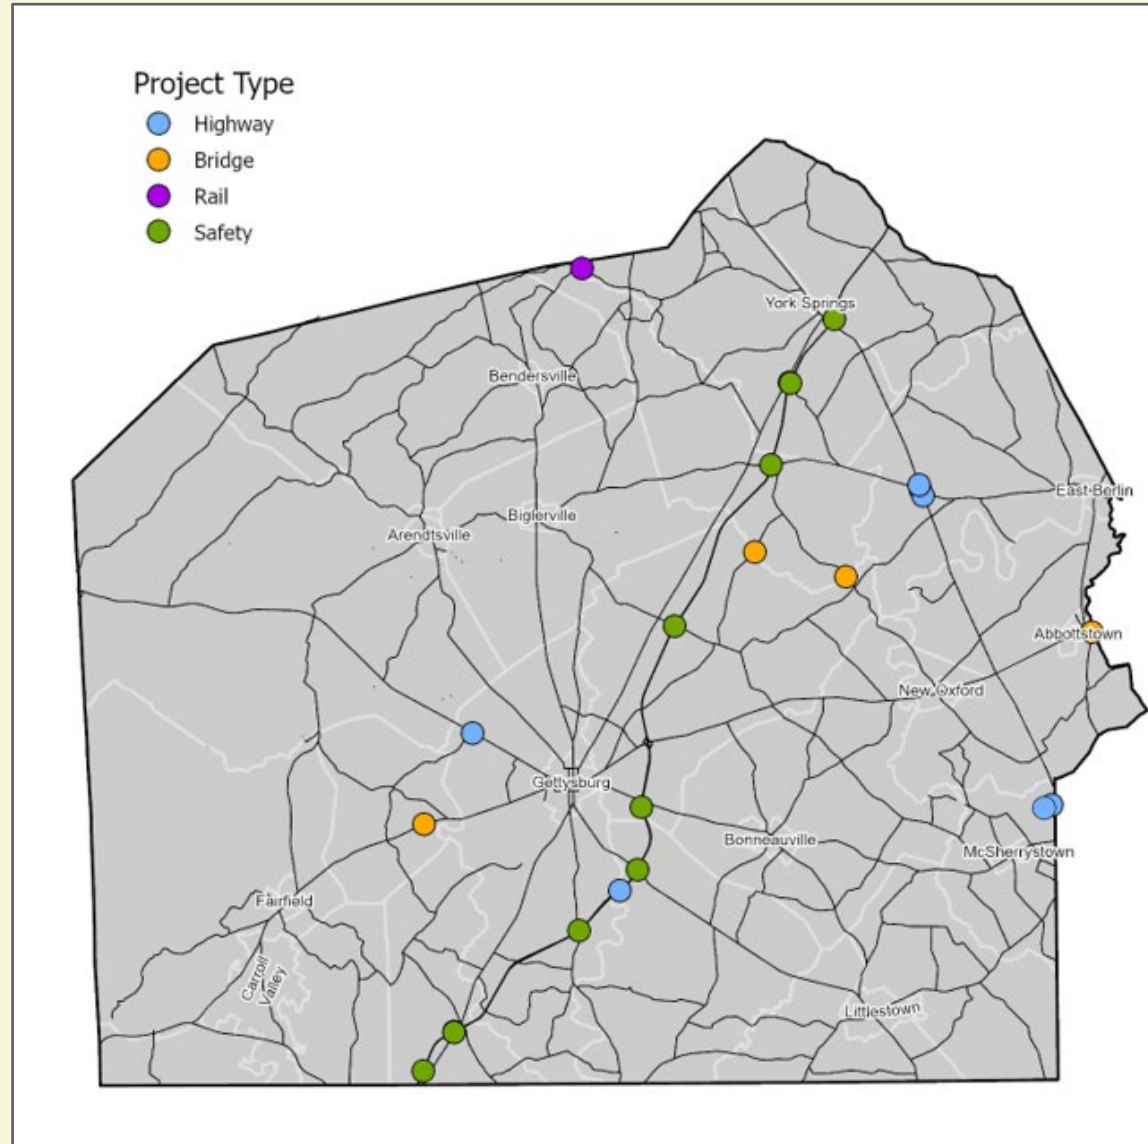 Project Type
Highway
Bridge
Rail
Safety
York Springs
Bendersville
East Berlin
Biglerville
Arendtsville
Abbottstown
New Oxford
Gettysburg
Bonneauville
McSherrystown
Fairfield
Carroll
Valley
Littlestown